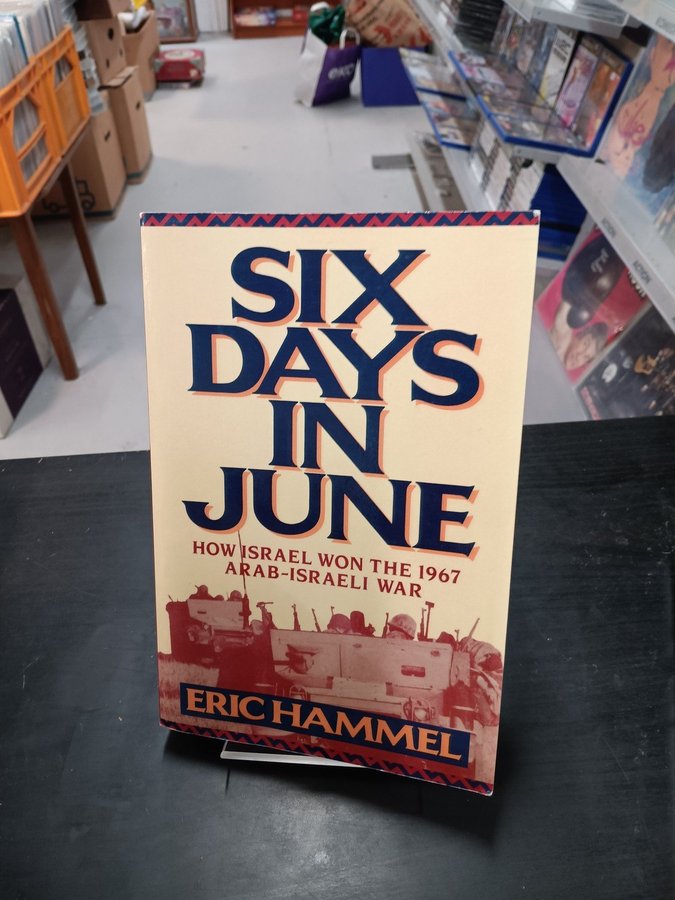 SIX
DAYS
IN
JUNE
HOW ISRAEL WON THE 1967
ARAB-ISRAELI WAR
ERIC HAMMEL